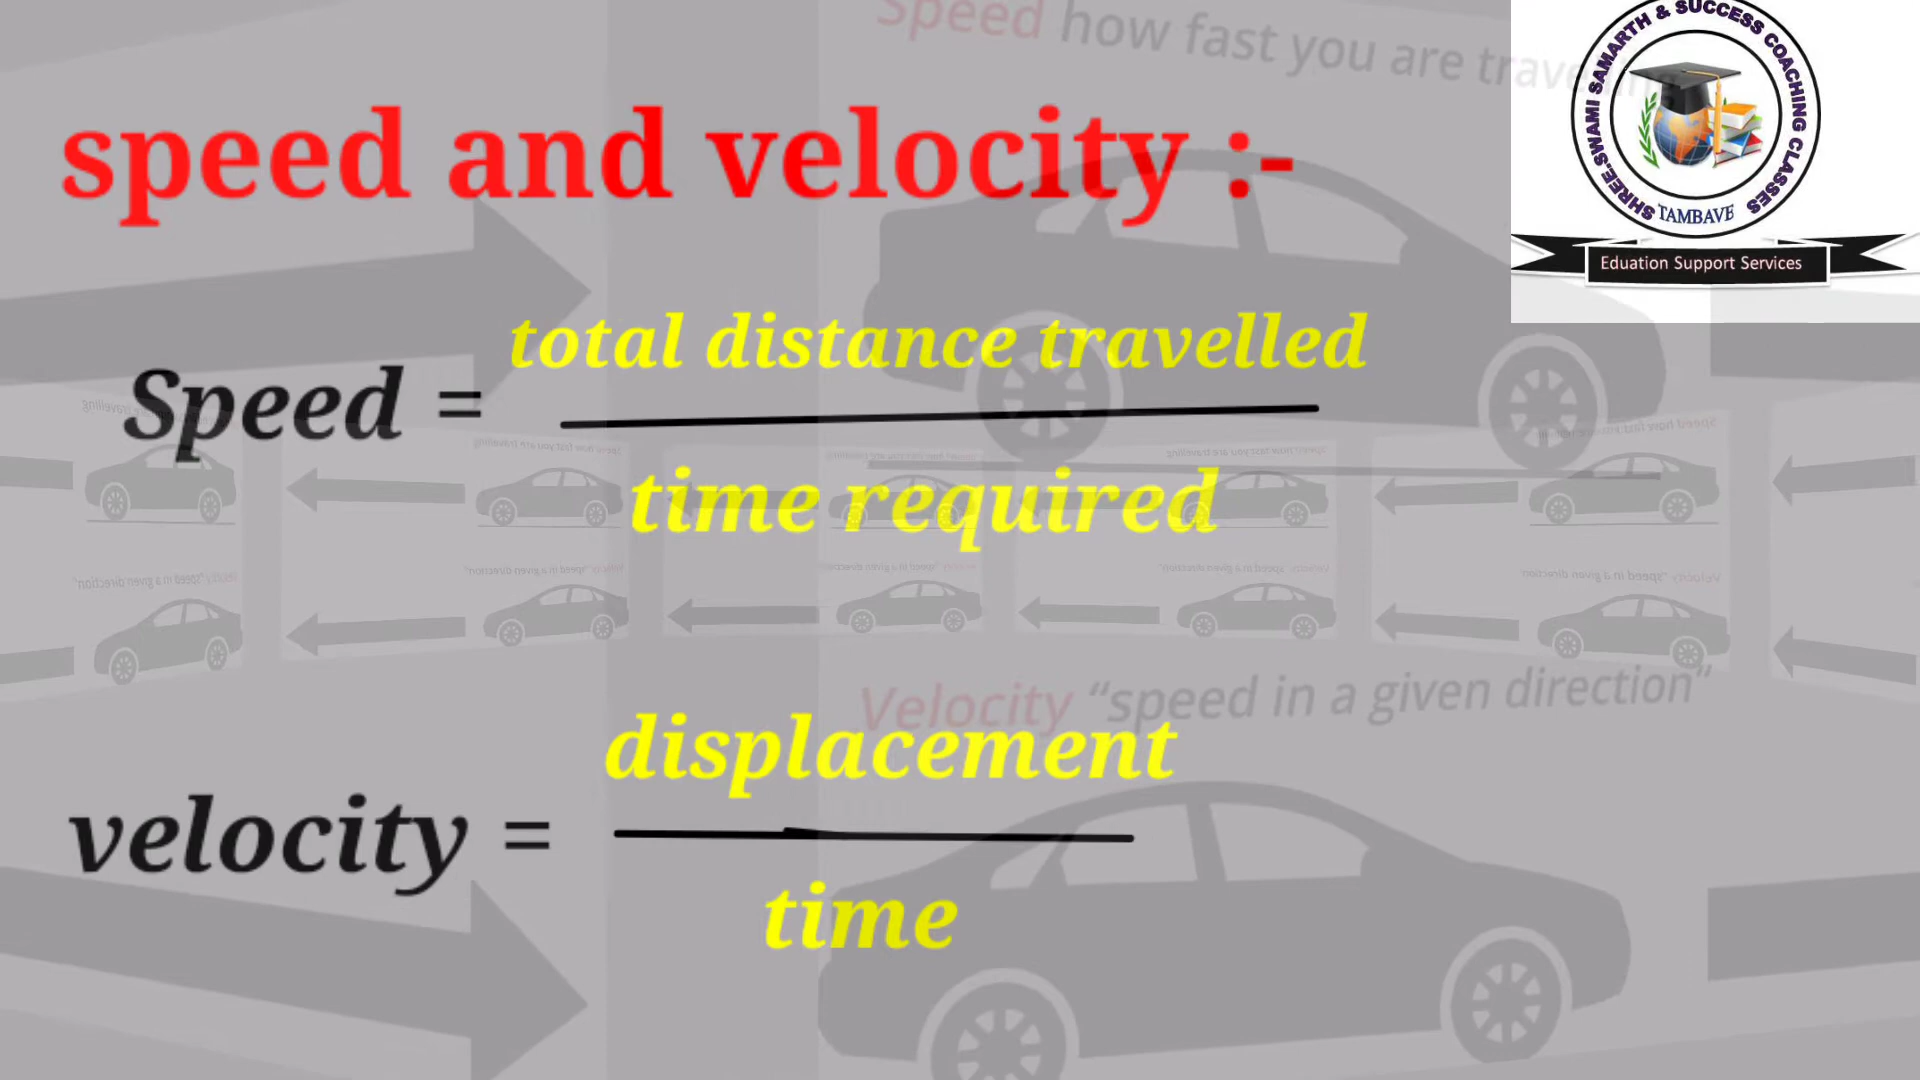 Speed how fast you are trave
SHREE.SWAMI SAMARTH & SUCCESS COACHING CLASSES
TAMBAVE
Eduation Support Services
speed and velocity :-
Speed = total distance travelled
time required
Velocity “speed in a given direction”
velocity = displacement
time